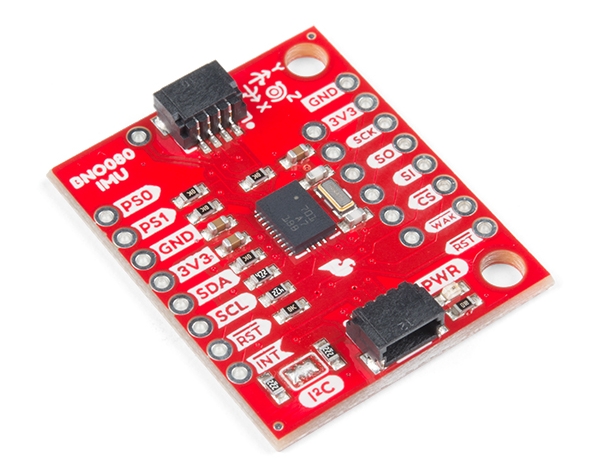 BNO080
IMU
Y
X
Z
GND
3V3
SCK
SO
SI
CS
WAK
RST
PS0
PS1
GND
3V3
SDA
SCL
RST
INT
I²C
PWR